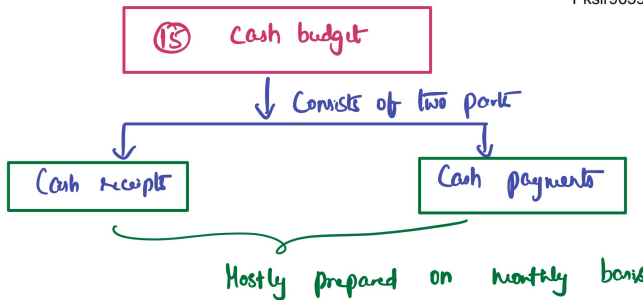 15 Cash budget
Consists of two parts
Cash receipts
Cash payments
Mostly prepared on monthly basis